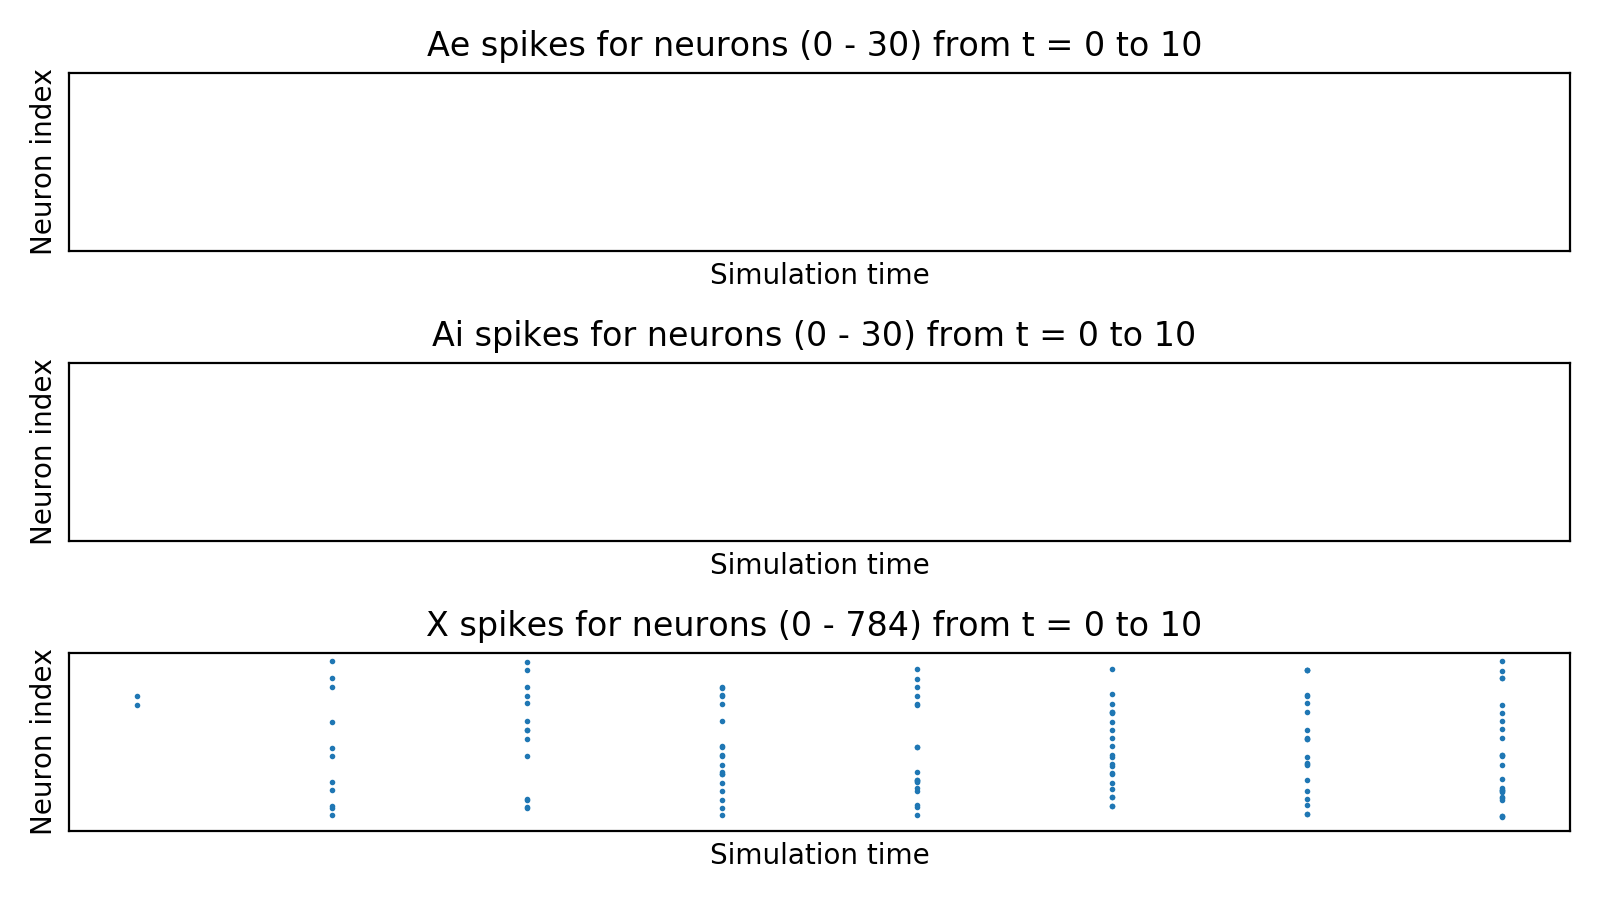 Ae spikes for neurons (0 - 30) from t = 0 to 10
Neuron index
Simulation time
Ai spikes for neurons (0 - 30) from t = 0 to 10
Neuron index
Simulation time
X spikes for neurons (0 - 784) from t = 0 to 10
Neuron index
Simulation time